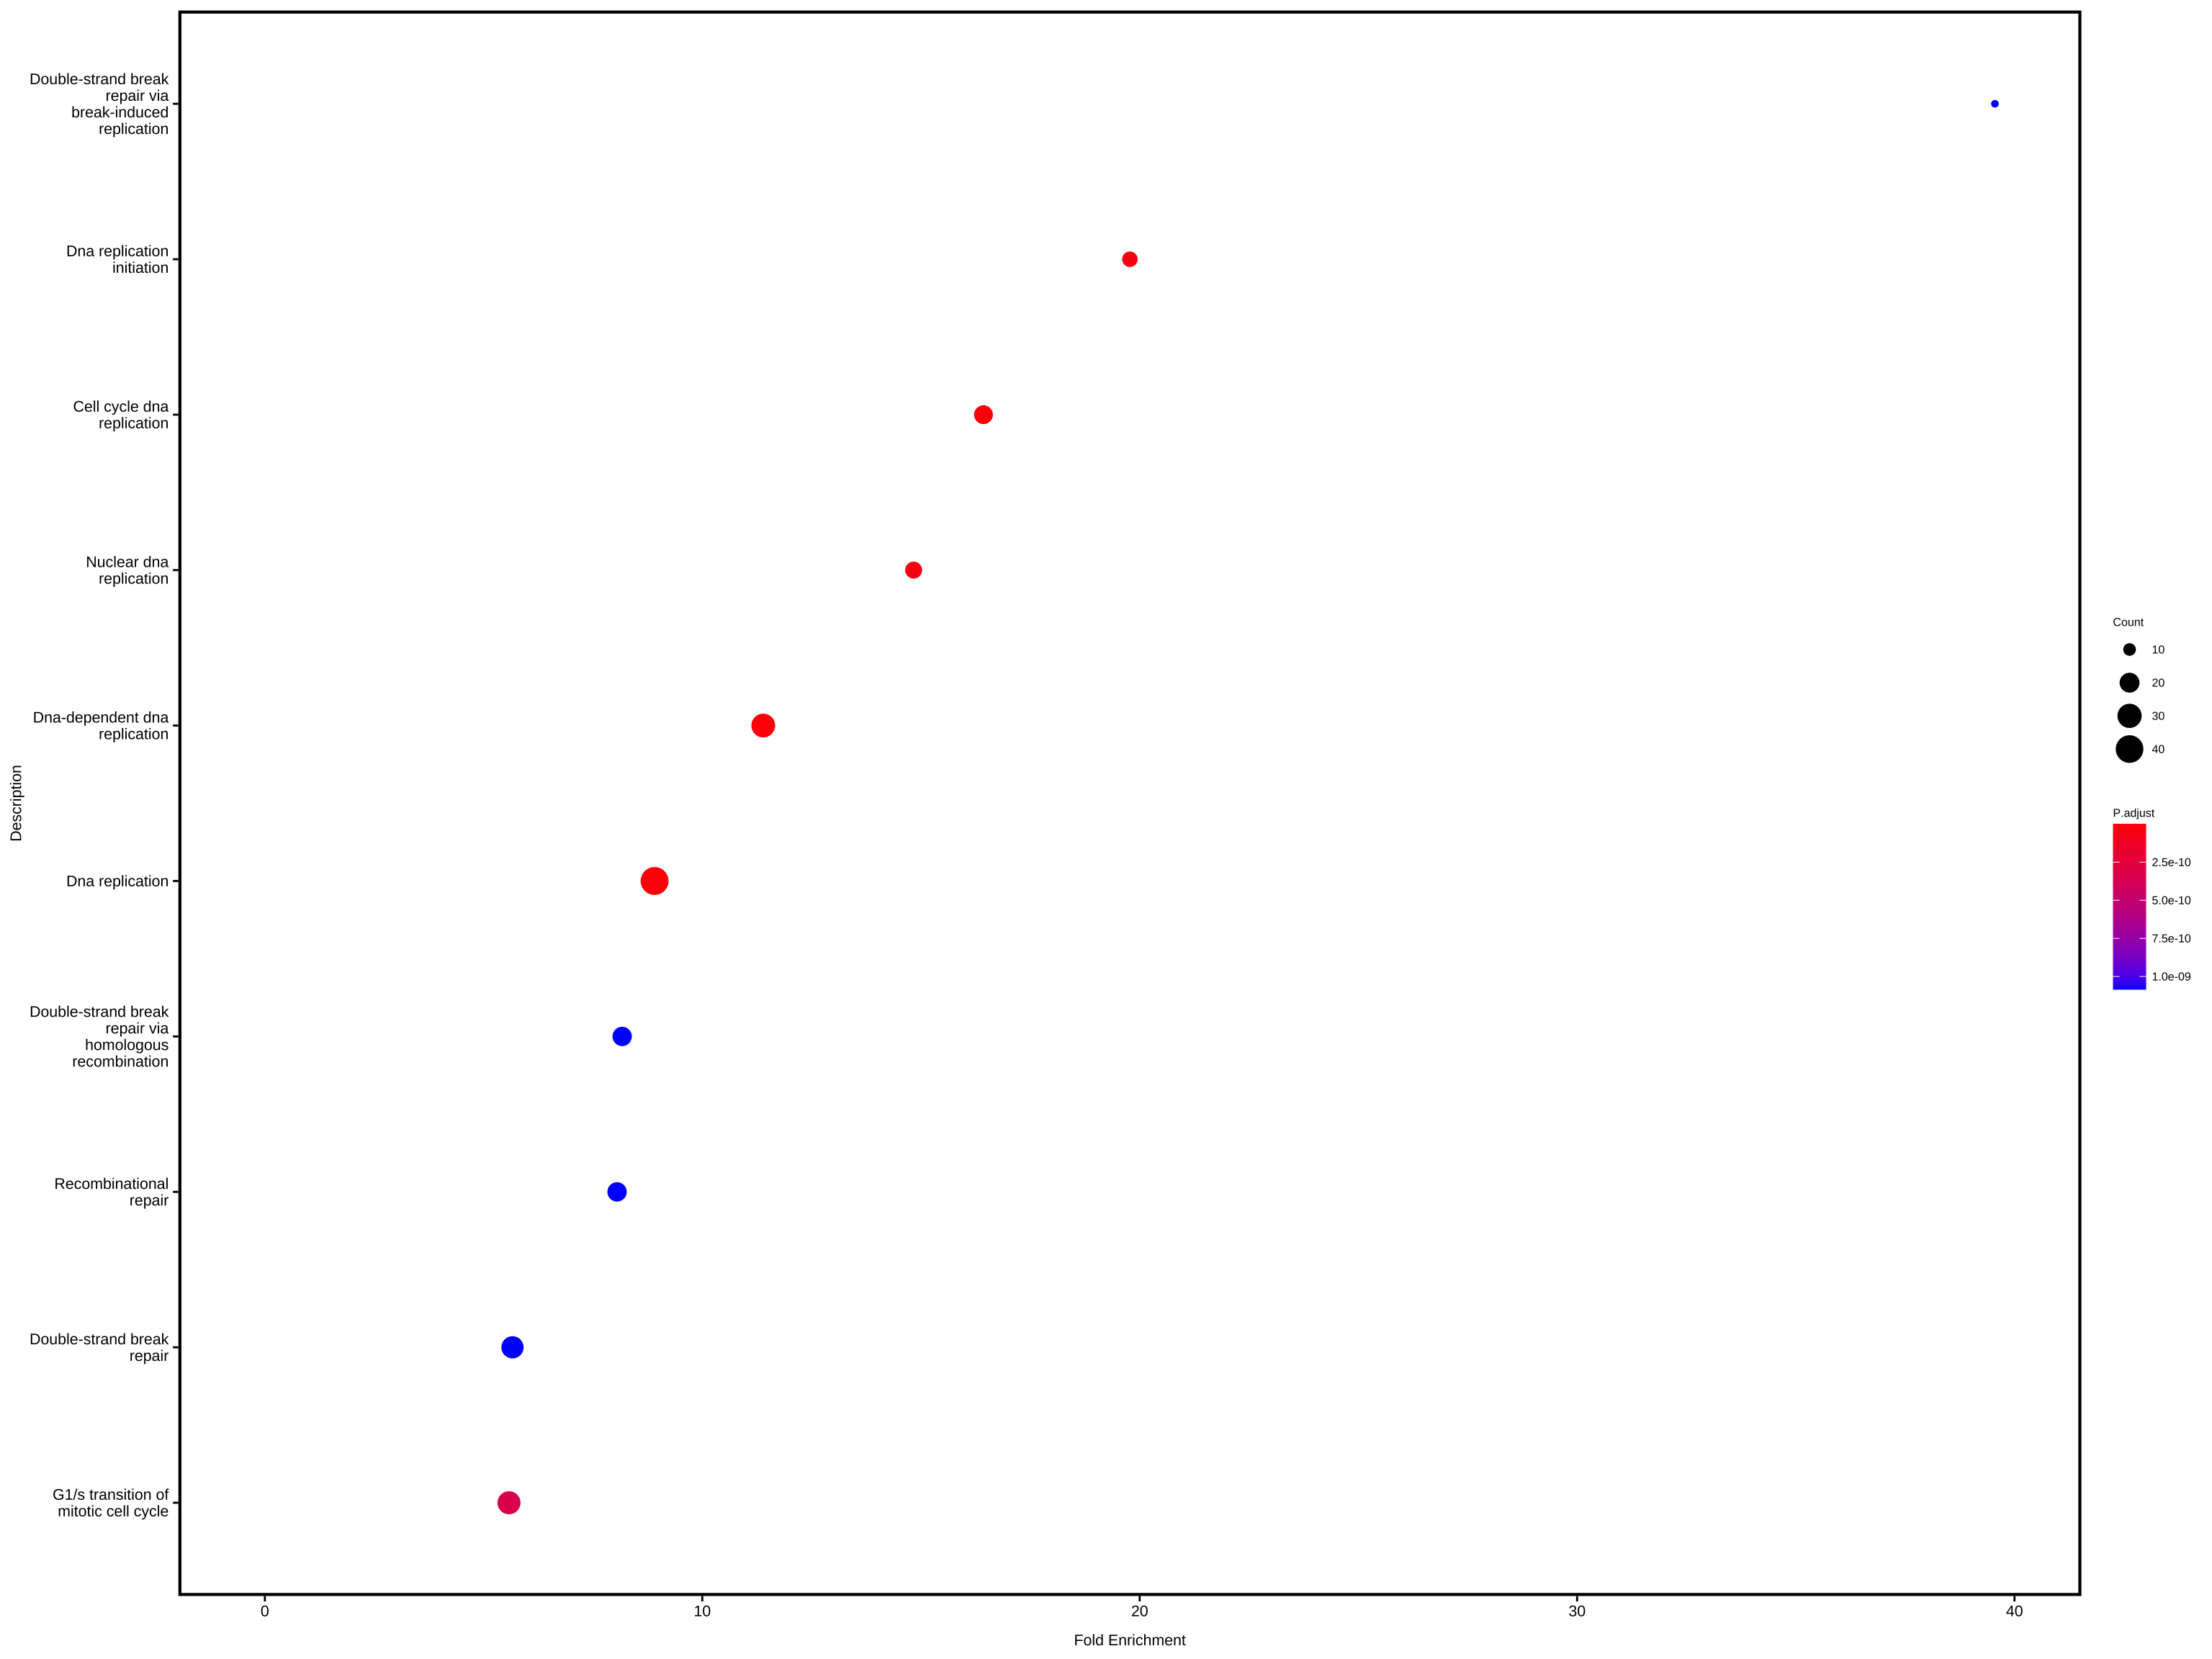 Double-strand break
repair via
break-induced
replication
Dna replication
initiation
Cell cycle dna
replication
Nuclear dna
replication
Dna-dependent dna
replication
Dna replication
Double-strand break
repair via
homologous
recombination
Recombinational
repair
Double-strand break
repair
G1/s transition of
mitotic cell cycle
Description
0 10 20 30 40
Fold Enrichment
Count
10
20
30
40
P.adjust
2.5e-10
5.0e-10
7.5e-10
1.0e-09